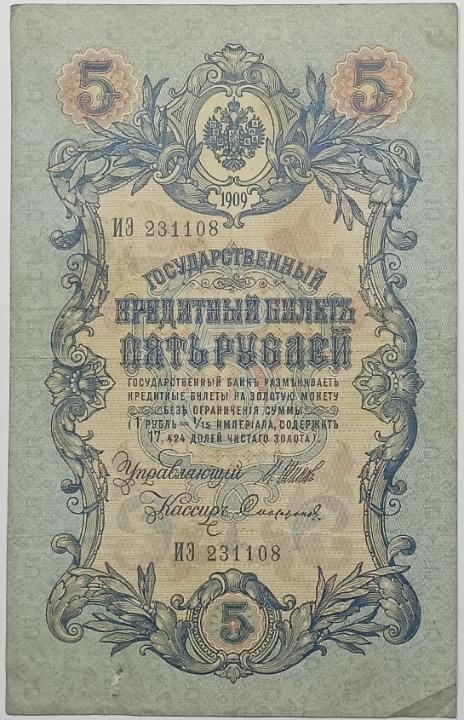 5 5
1909
ИЭ 231108
ГОСУДАРСТВЕННЫЙ
КРЕДИТНЫЙ БИЛЕТЪ
ПЯТЬ РУБЛЕЙ
ГОСУДАРСТВЕННЫЙ БАНКЪ РАЗМѢНИВАЕТЪ
КРЕДИТНЫЕ БИЛЕТЫ НА ЗОЛОТУЮ МОНЕТУ
БЕЗЪ ОГРАНИЧЕНІЯ СУММЫ
(1 РУБЛЬ = 1/15 ИМПЕРІАЛА, СОДЕРЖИТЪ
17,424 ДОЛЕЙ ЧИСТАГО ЗОЛОТА).
Управляющій
Кассиръ
ИЭ 231108
5